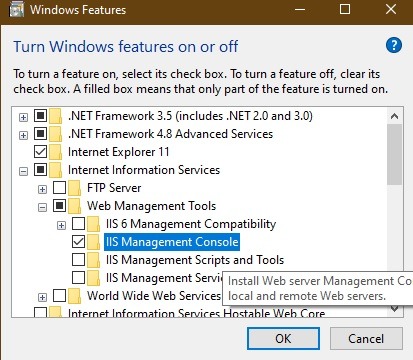 Windows Features
Turn Windows features on or off
To turn a feature on, select its check box. To turn a feature off, clear its
check box. A filled box means that only part of the feature is turned on.
.NET Framework 3.5 (includes .NET 2.0 and 3.0)
.NET Framework 4.8 Advanced Services
Internet Explorer 11
Internet Information Services
FTP Server
Web Management Tools
IIS 6 Management Compatibility
IIS Management Console
IIS Management Scripts and Tools
IIS Management
Install Web server Management
World Wide Web Services
local and remote Web servers.
Internet Information Services Hostable Web Core
OK
Cancel